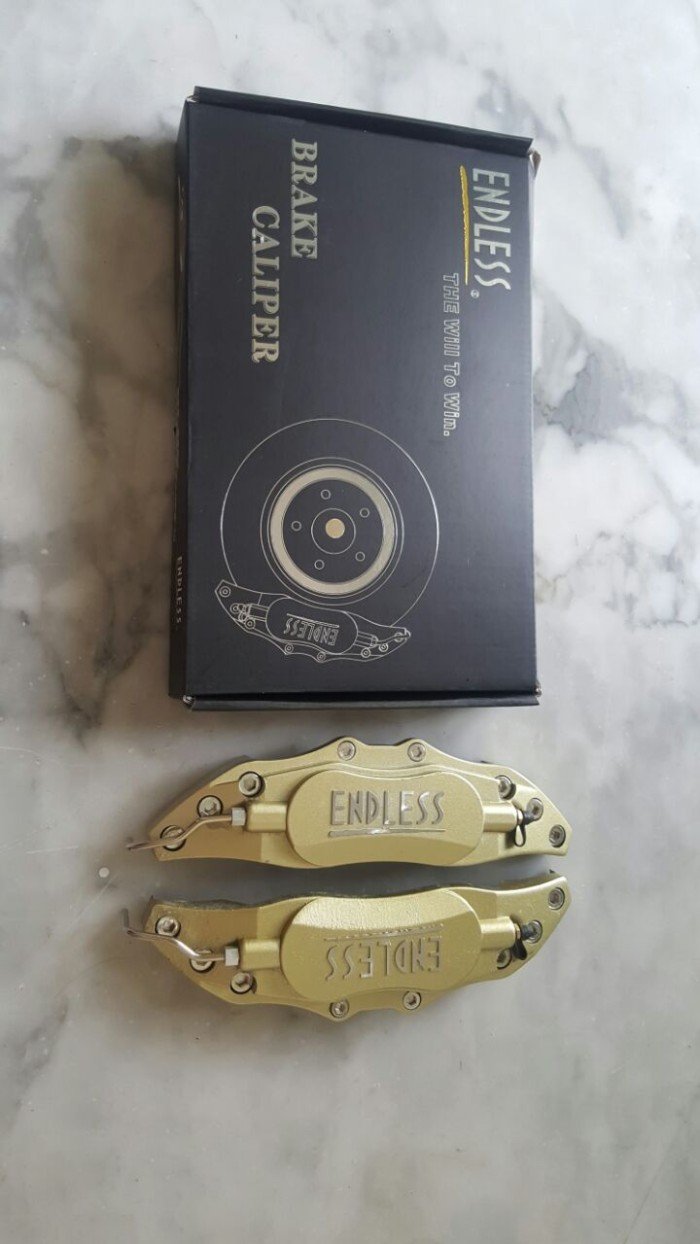 ENDLESS®
THE Will To Win.
BRAKE
CALIPER
ENDLESS
ENDLESS
ENDLESS
ENDLESS